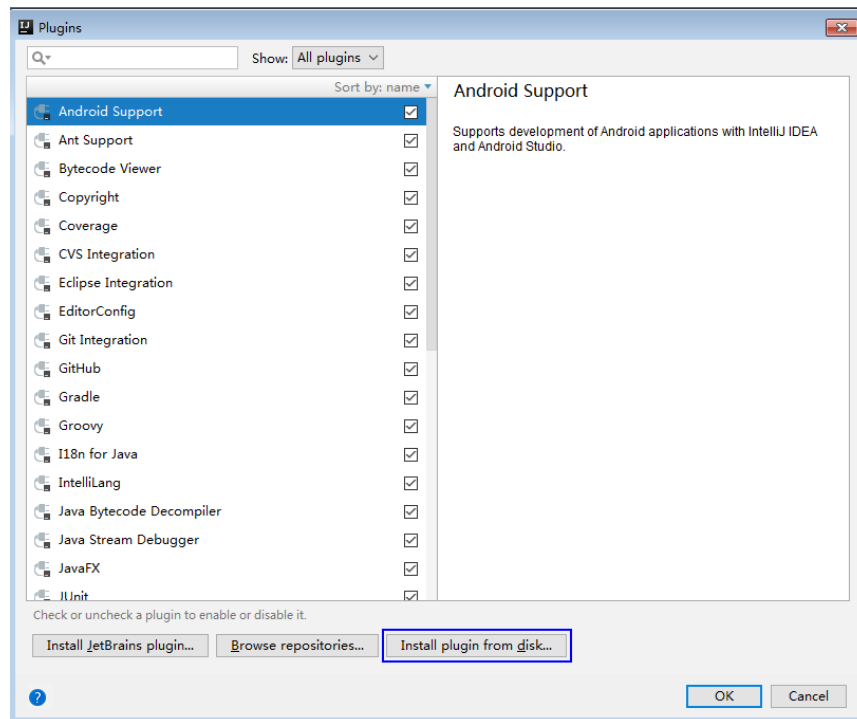 Plugins
Show: All plugins
Sort by: name
Android Support
Ant Support
Bytecode Viewer
Copyright
Coverage
CVS Integration
Eclipse Integration
EditorConfig
Git Integration
GitHub
Gradle
Groovy
I18n for Java
IntelliLang
Java Bytecode Decompiler
Java Stream Debugger
JavaFX
JUnit
Android Support
Supports development of Android applications with IntelliJ IDEA
and Android Studio.
Check or uncheck a plugin to enable or disable it.
Install JetBrains plugin... Browse repositories... Install plugin from disk...
? OK Cancel